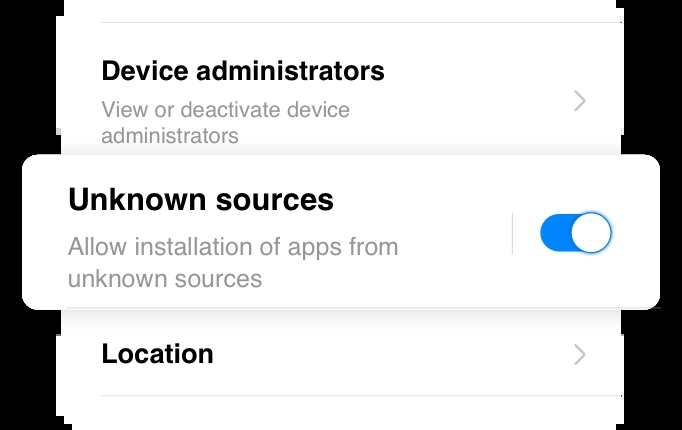 Device administrators
View or deactivate device
administrators
Unknown sources
Allow installation of apps from
unknown sources
Location